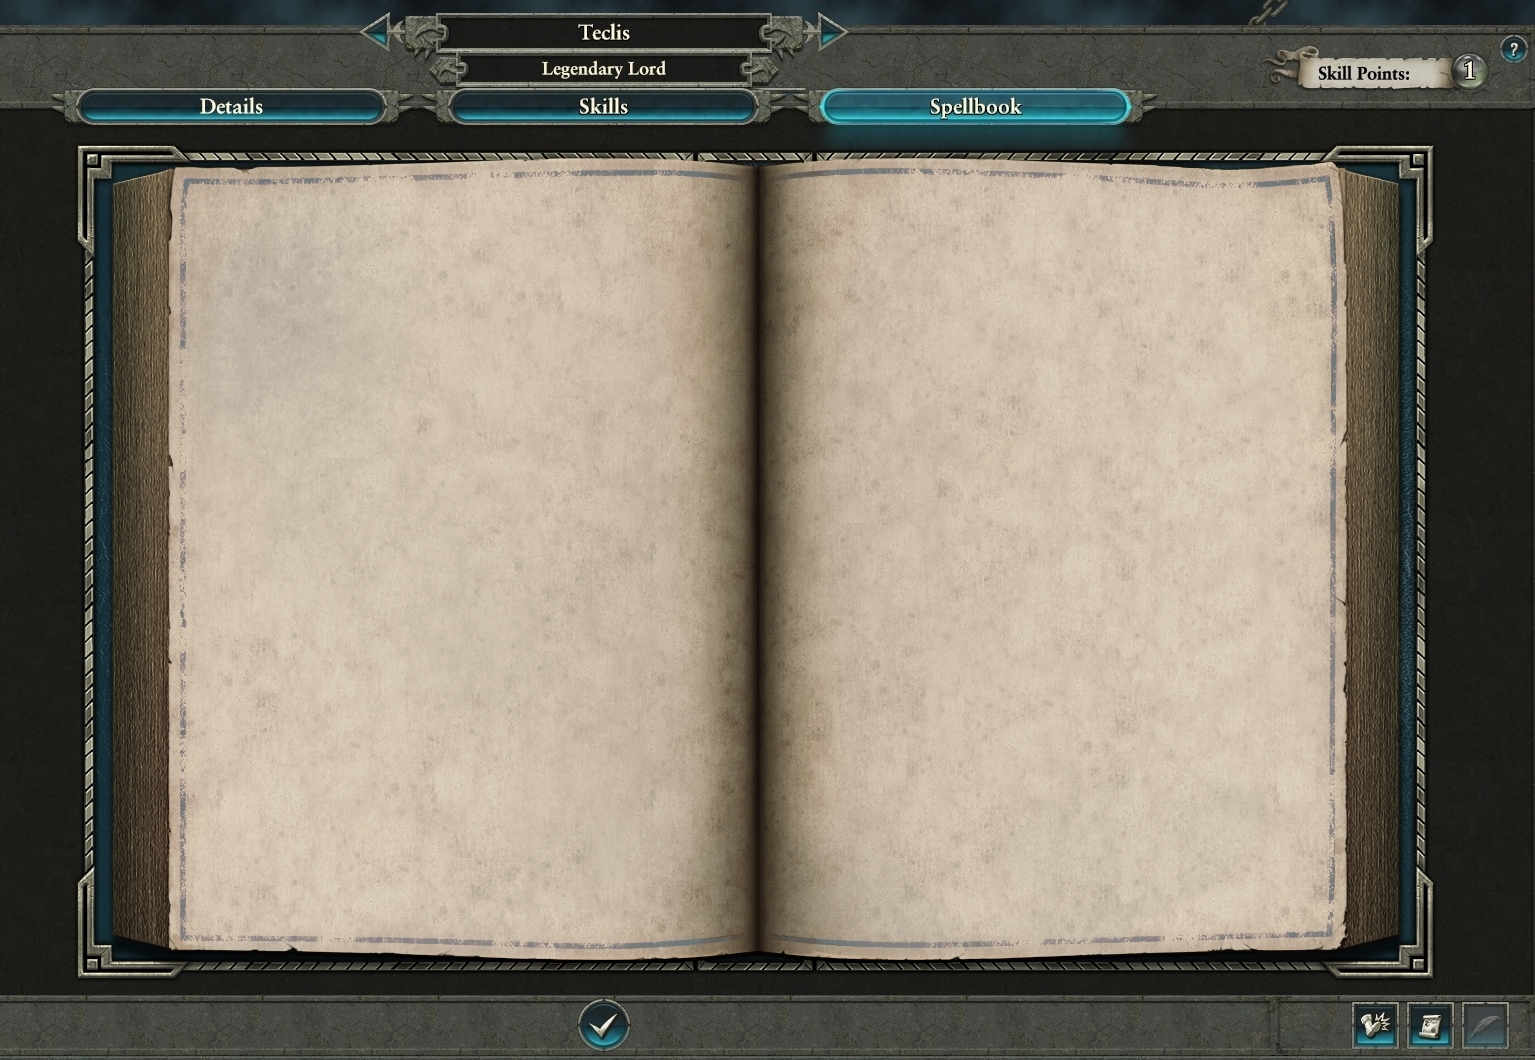 Teclis
Legendary Lord
Skill Points: 1
Details
Skills
Spellbook
?